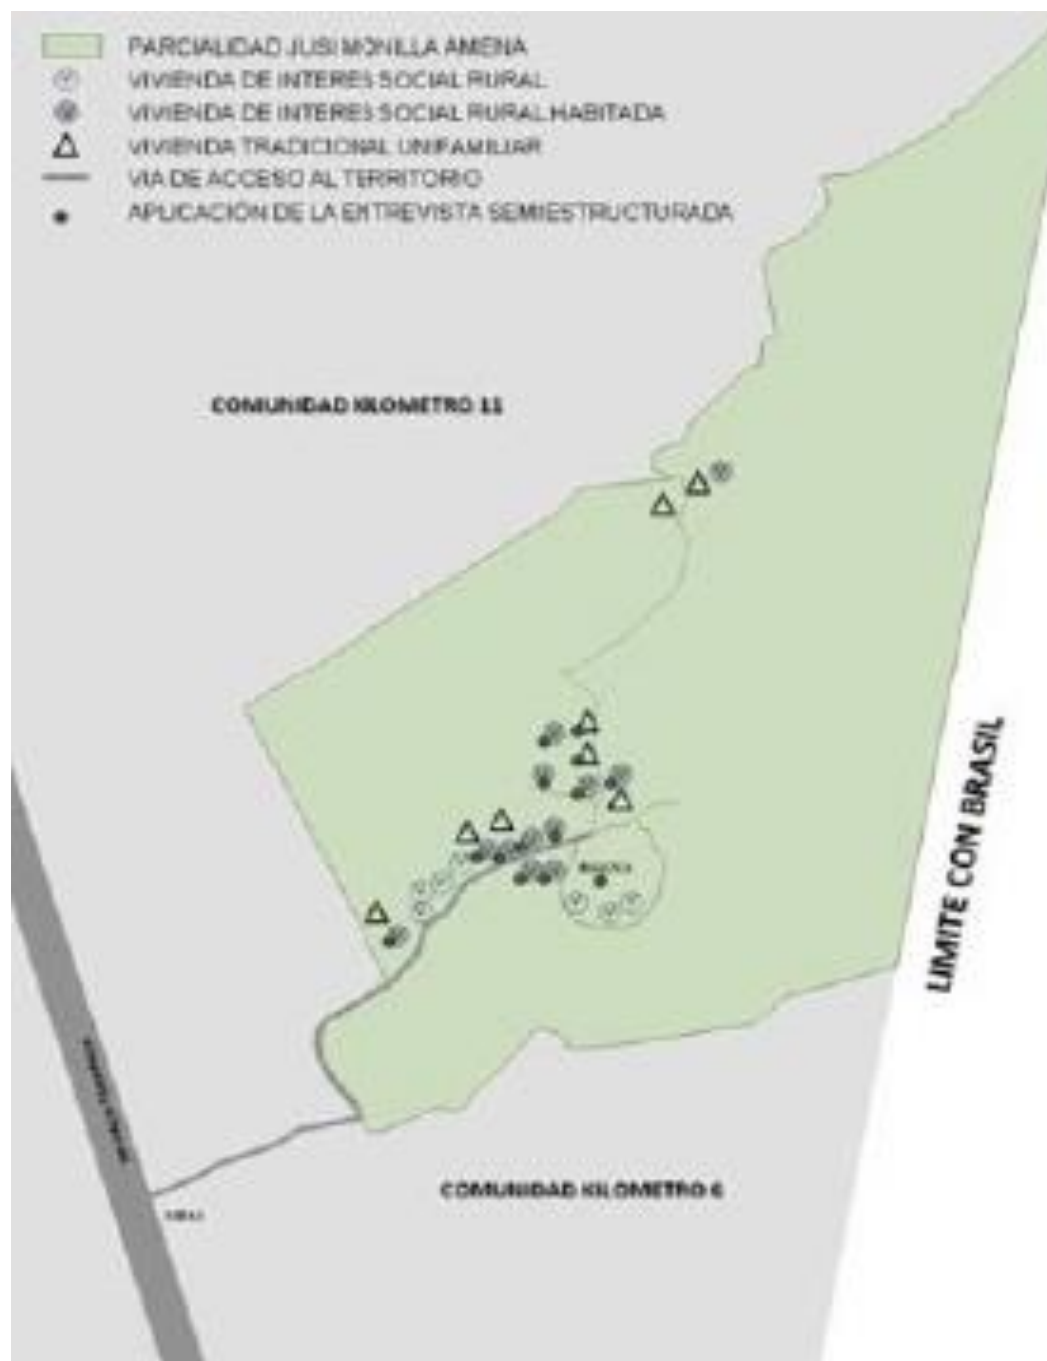 PARCIALIDAD JUSI MONILLA AMENA
VIVIENDA DE INTERES SOCIAL RURAL
VIVIENDA DE INTERES SOCIAL RURAL HABITADA
VIVIENDA TRADICIONAL UNIFAMILIAR
VIA DE ACCESO AL TERRITORIO
APLICACIÓN DE LA ENTREVISTA SEMIESTRUCTURADA
COMUNIDAD KILOMETRO 11
LIMITE CON BRASIL
COMUNIDAD KILOMETRO 6